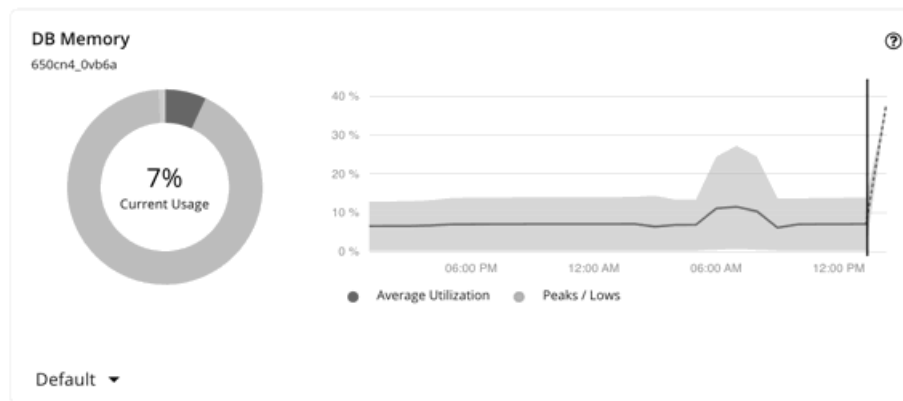 DB Memory
650cn4_0vb6a
7%
Current Usage
40 %
30 %
20 %
10 %
0 %
06:00 PM 12:00 AM 06:00 AM 12:00 PM
Average Utilization Peaks / Lows
Default